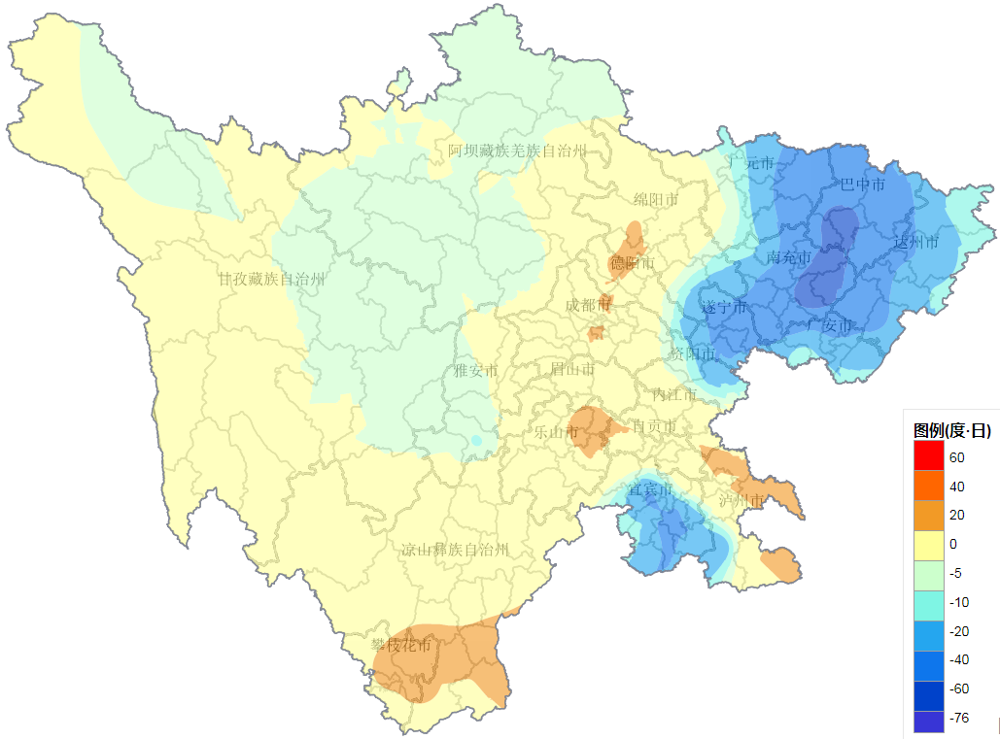 广元市
阿坝藏族羌族自治州
巴中市
绵阳市
达州市
南充市
德阳市
甘孜藏族自治州
成都市
遂宁市
广安市
资阳市
雅安市
眉山市
内江市
乐山市
自贡市
宜宾市
泸州市
凉山彝族自治州
攀枝花市
图例(度·日)
60
40
20
0
-5
-10
-20
-40
-60
-76